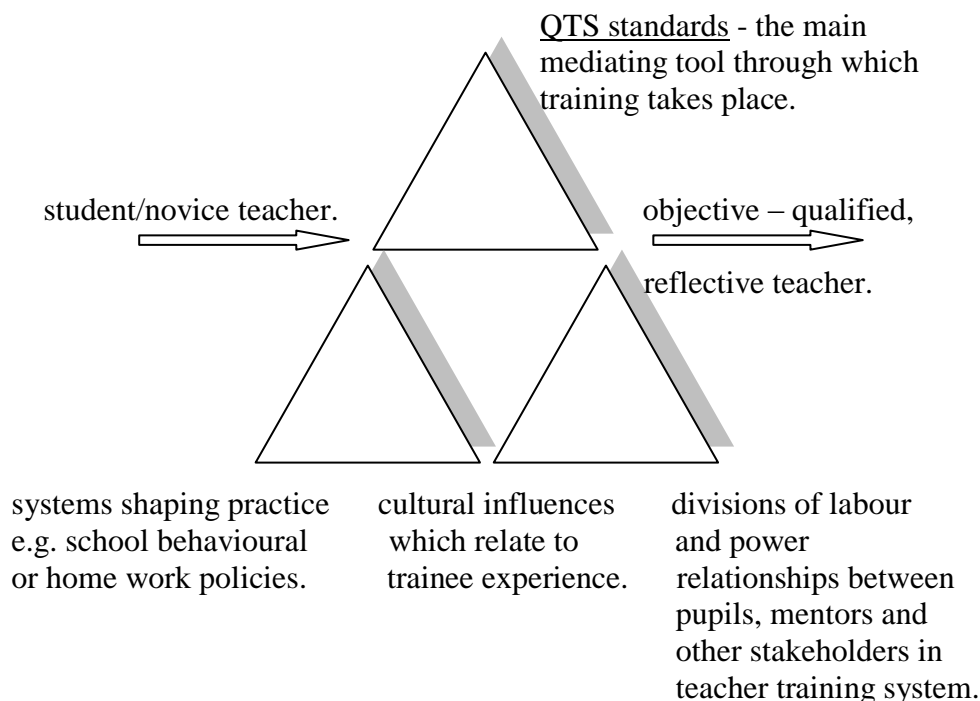 QTS standards - the main
mediating tool through which
training takes place.
student/novice teacher.
objective – qualified,
reflective teacher.
systems shaping practice
e.g. school behavioural
or home work policies.
cultural influences
which relate to
trainee experience.
divisions of labour
and power
relationships between
pupils, mentors and
other stakeholders in
teacher training system.